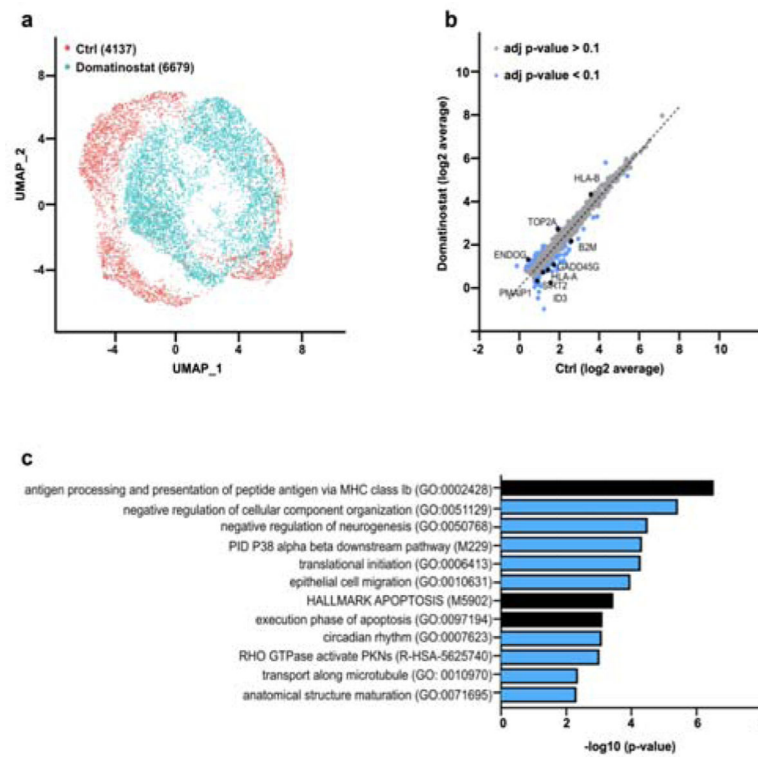 a
Ctrl (4137)
Domatinostat (6679)
8
4
0
-4
UMAP_2
-4 0 4 8
UMAP_1
b
adj p-value > 0.1
adj p-value < 0.1
10
8
6
4
2
0
Domatinostat (log2 average)
HLA-B
TOP2A
B2M
ENDOG
GADD45G
HLA-A
SIRT2
PMAIP1
ID3
-2 0 2 4 6 8 10
Ctrl (log2 average)
c
antigen processing and presentation of peptide antigen via MHC class Ib (GO:0002428)
negative regulation of cellular component organization (GO:0051129)
negative regulation of neurogenesis (GO:0050768)
PID P38 alpha beta downstream pathway (M229)
translational initiation (GO:0006413)
epithelial cell migration (GO:0010631)
HALLMARK APOPTOSIS (M5902)
execution phase of apoptosis (GO:0097194)
circadian rhythm (GO:0007623)
RHO GTPase activate PKNs (R-HSA-5625740)
transport along microtubule (GO: 0010970)
anatomical structure maturation (GO:0071695)
0 2 4 6
-log10 (p-value)